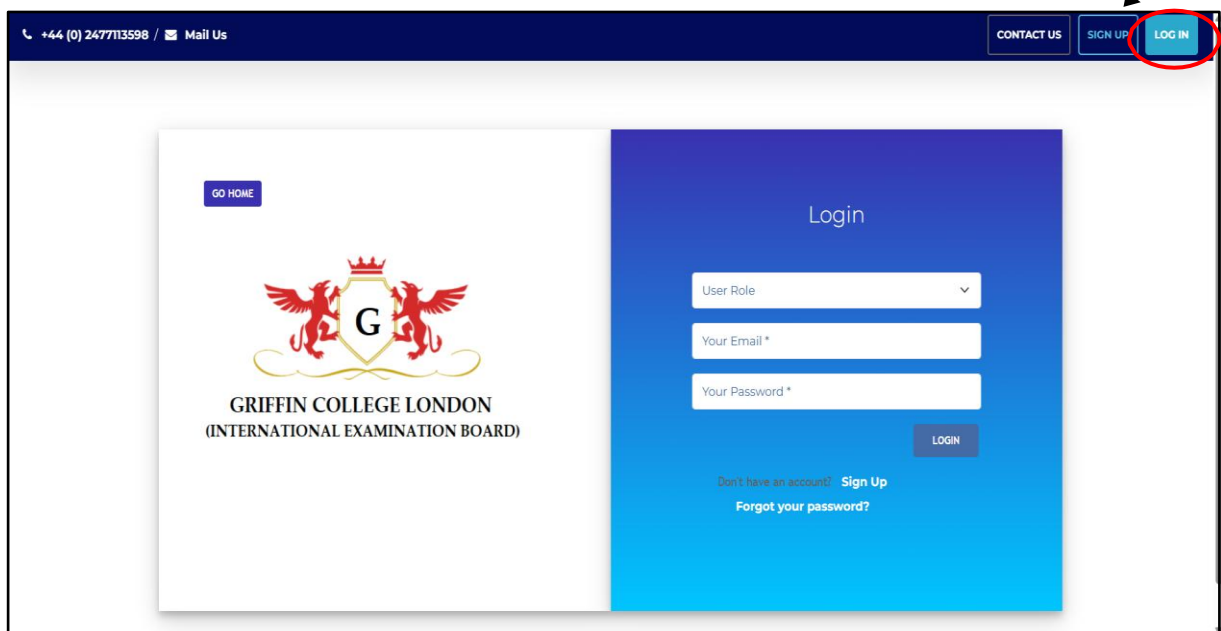 +44 (0) 2477113598 / Mail Us
CONTACT US
SIGN UP
LOG IN
GO HOME
G
GRIFFIN COLLEGE LONDON
(INTERNATIONAL EXAMINATION BOARD)
Login
User Role
Your Email *
Your Password *
LOGIN
Don't have an account? Sign Up
Forgot your password?